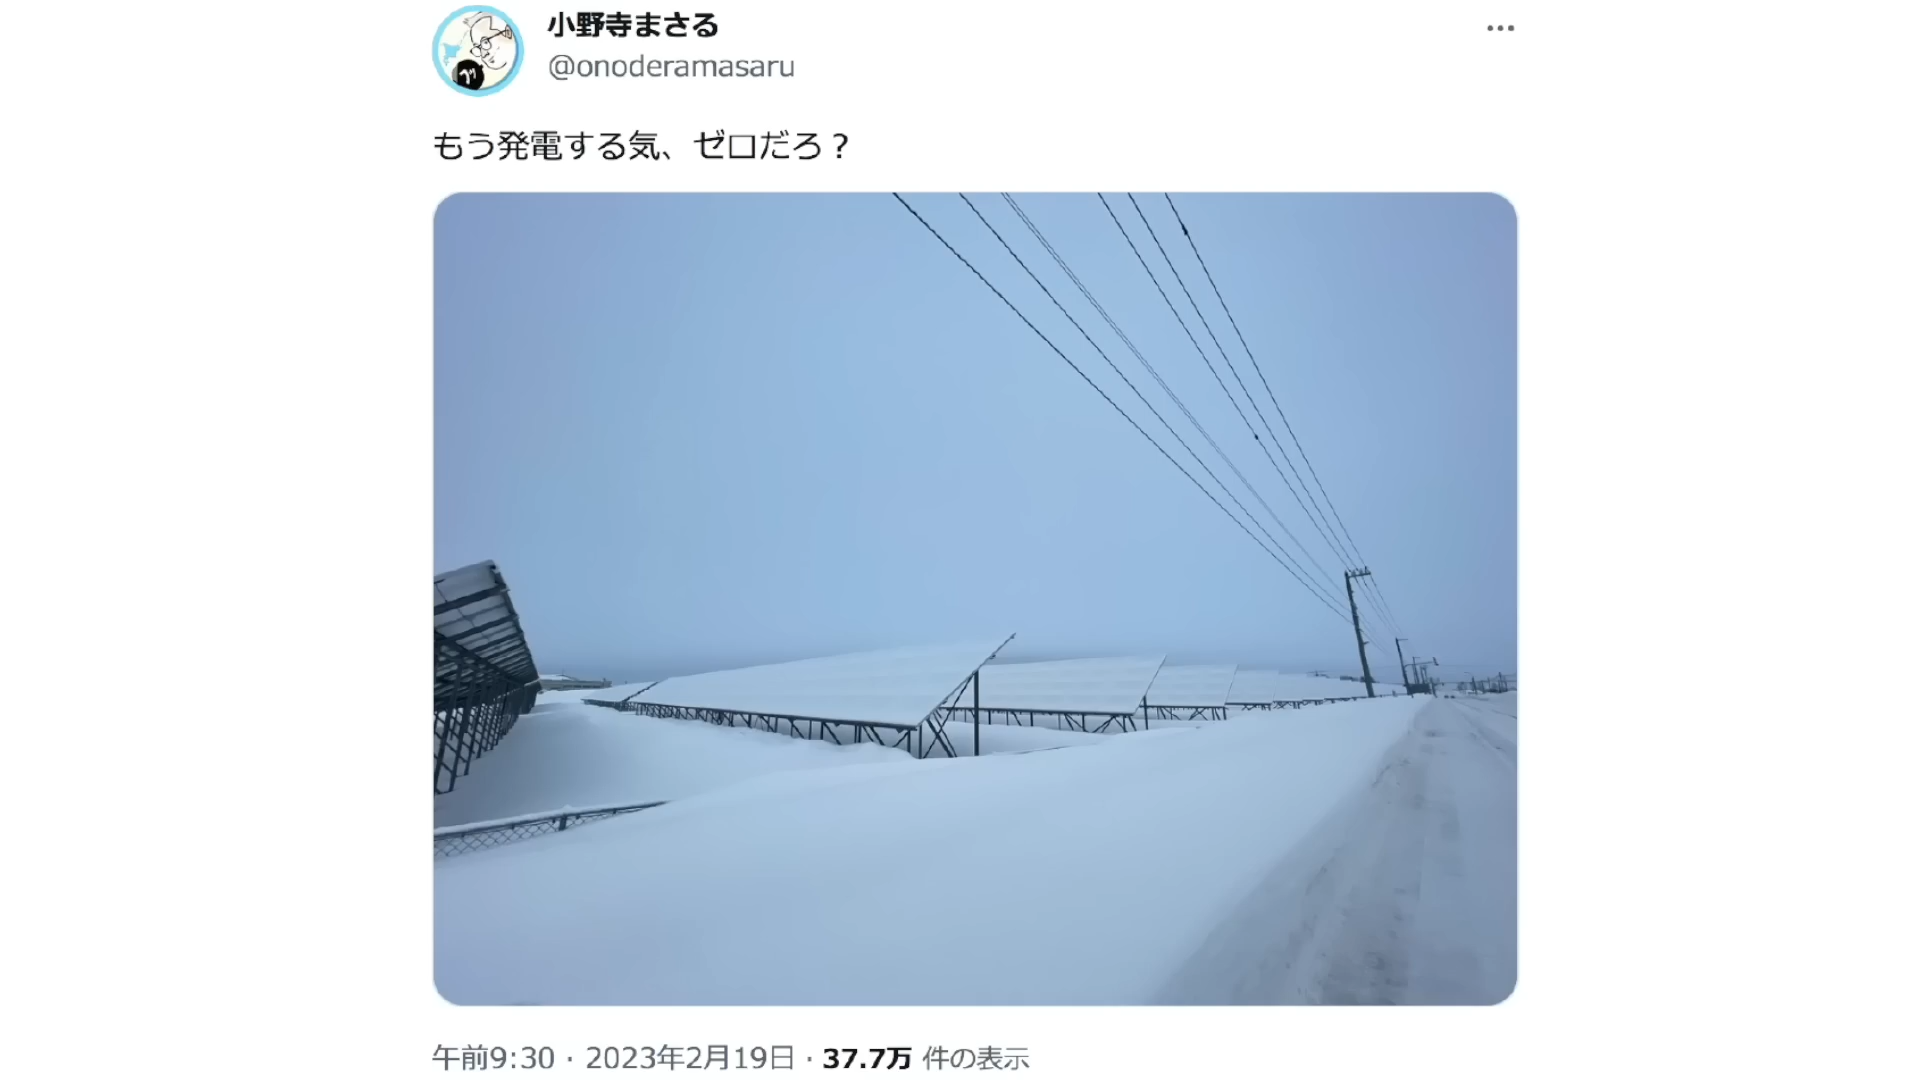 小野寺まさる
@onoderamasaru
もう発電する気、ゼロだろ？
午前9:30 · 2023年2月19日 · 37.7万 件の表示